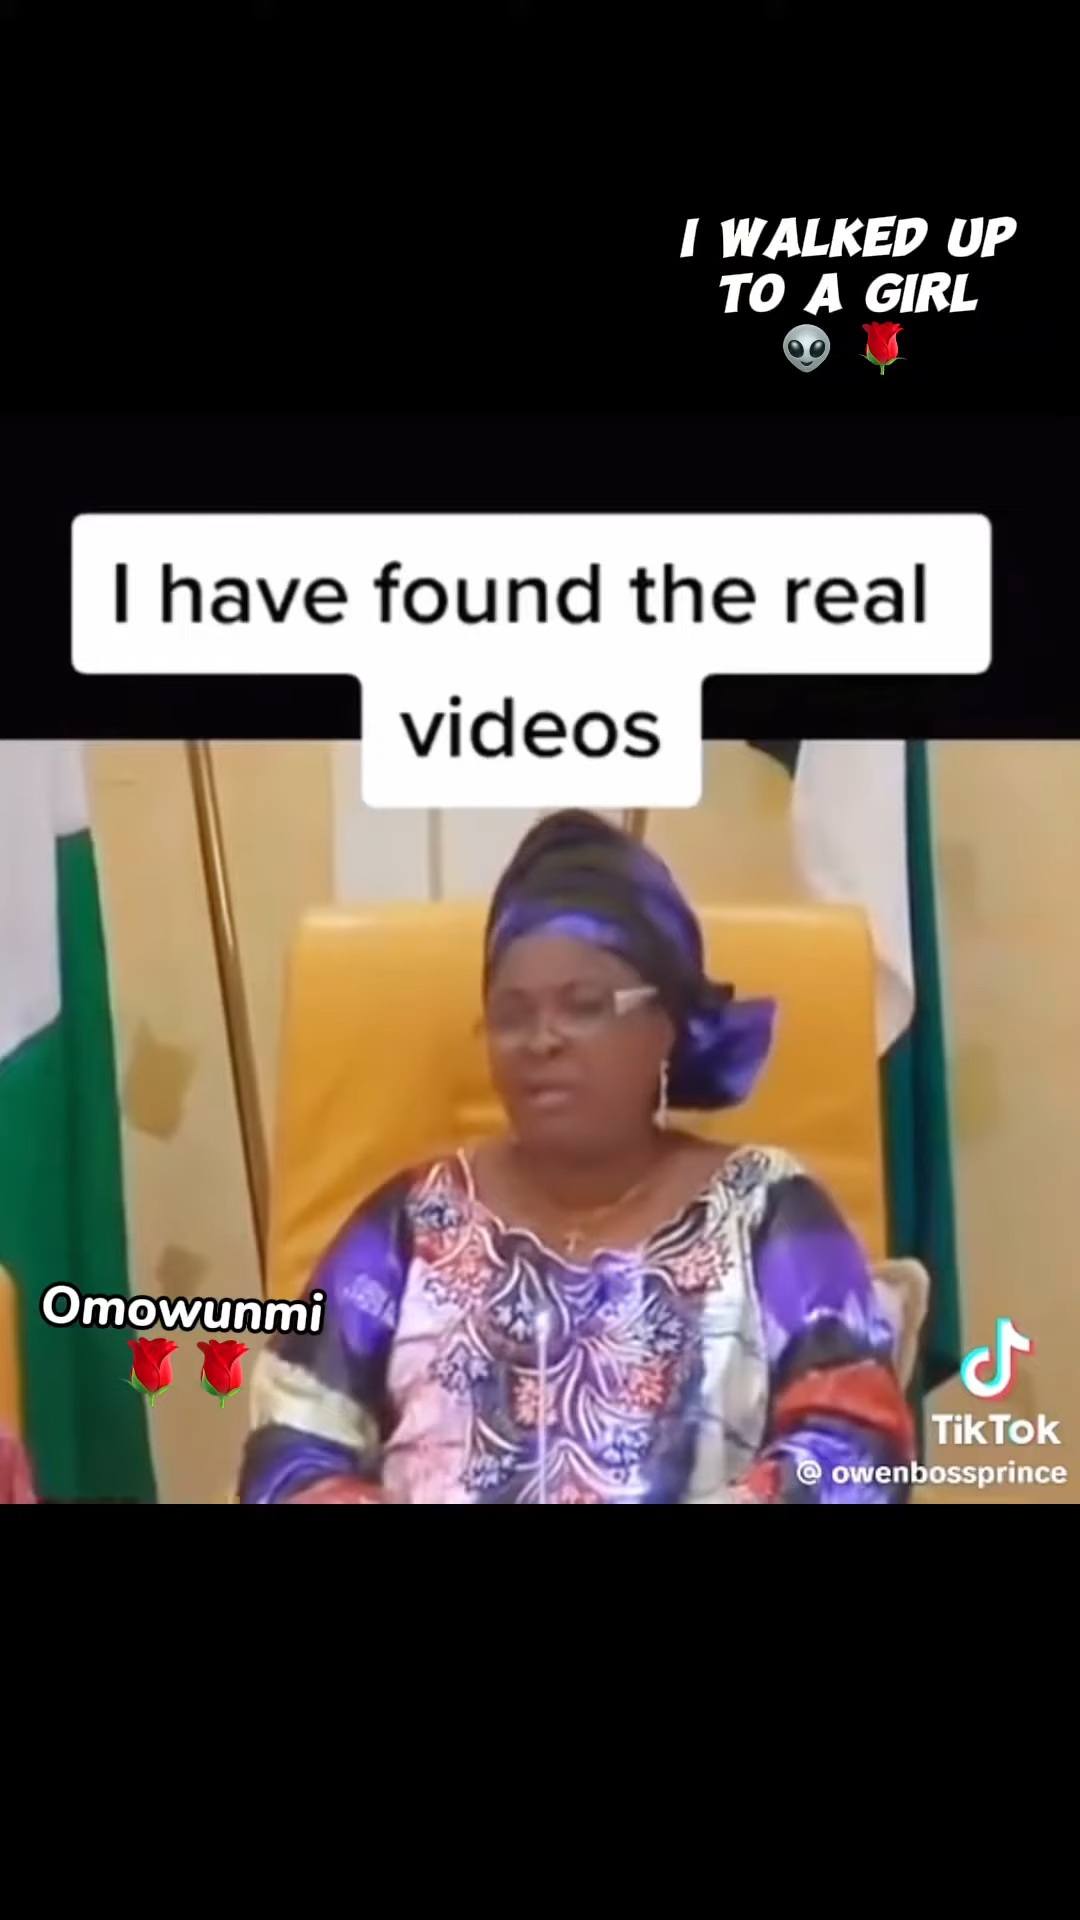 I WALKED UP
TO A GIRL
👽 🌹
I have found the real
videos
Omowunmi
🌹🌹
TikTok
@ owenbossprince